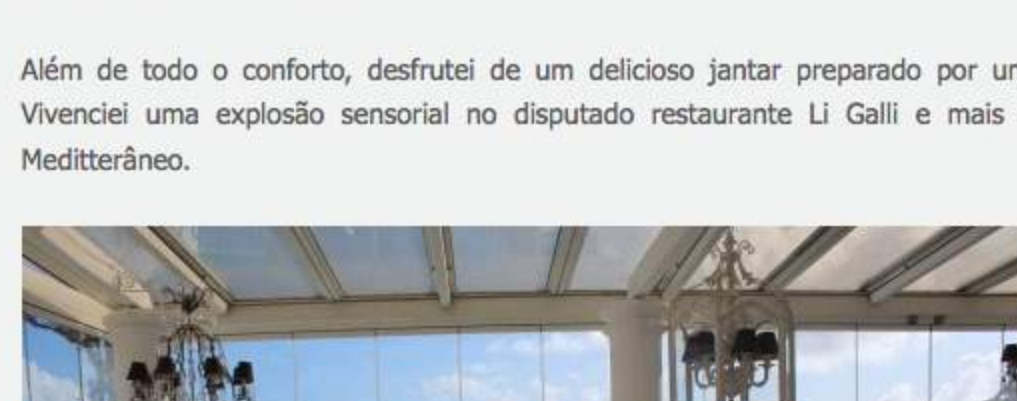 Além de todo o conforto, desfrutei de um delicioso jantar preparado por um
Vivenciei uma explosão sensorial no disputado restaurante Li Galli e mais
Meditterâneo.